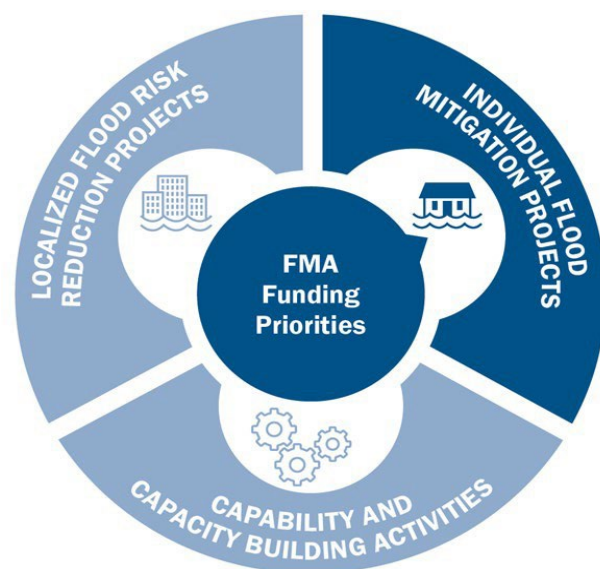 LOCALIZED FLOOD RISK
REDUCTION PROJECTS
INDIVIDUAL FLOOD
MITIGATION PROJECTS
FMA
Funding
Priorities
CAPABILITY AND
CAPACITY BUILDING ACTIVITIES